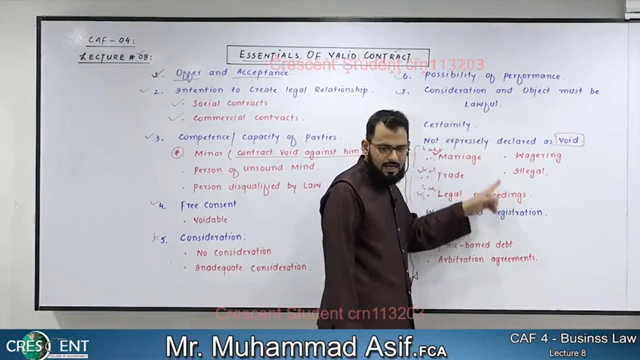 CAF - 04:
LECTURE # 08:
ESSENTIALS OF VALID CONTRACT
Crescent Student crn113203
1. Offer and Acceptance.
2. Intention to Create legal Relationship.
· Social contracts
· Commercial contracts.
3. Competence/ Capacity of Parties.
* Minor (contract void against him
· Person of Unsound Mind
· Person disqualified by Law
4. Free Consent
· Voidable
5. Consideration.
· No Consideration
· Inadequate Consideration.
6. Possibility of performance.
7. Consideration and Object must be
Lawful.
Certainity.
Not expressely declared as void.
· Marriage · Wagering
· Trade · Illegal.
· Legal
Registration.
debt
· Arbitration agreements.
Crescent Student crn113203
CRESCENT
Mr. Muhammad Asif.FCA
CAF 4 - Businss Law
Lecture 8